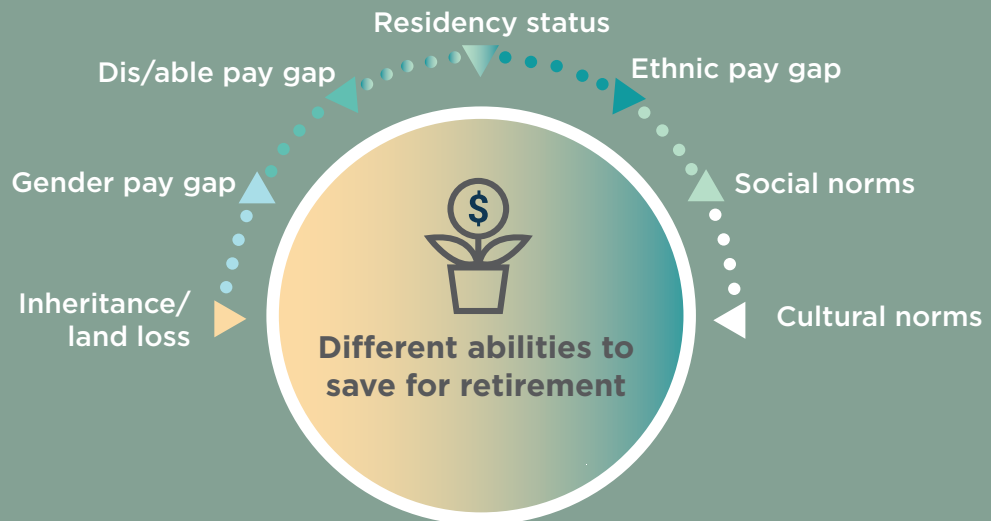 Residency status
Dis/able pay gap
Ethnic pay gap
Gender pay gap
Social norms
Inheritance/
land loss
Cultural norms
$
Different abilities to
save for retirement